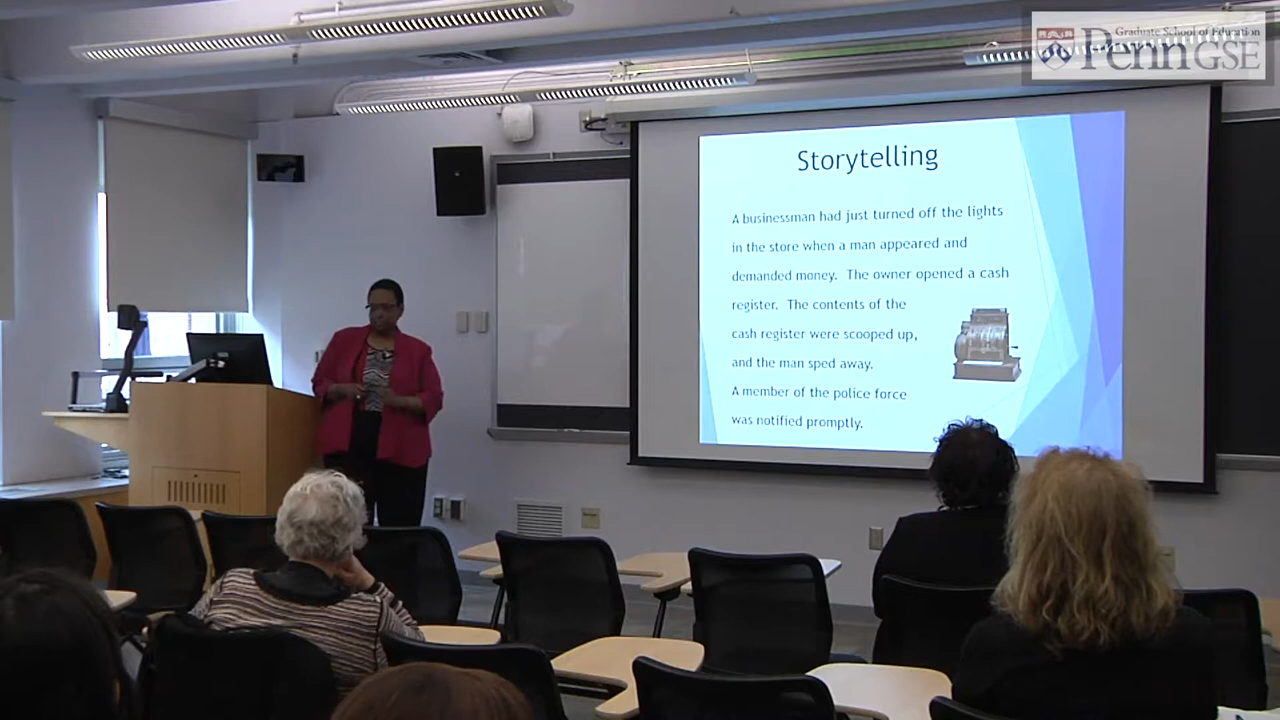 Graduate School of Education
PennGSE
Storytelling
A businessman had just turned off the lights
in the store when a man appeared and
demanded money. The owner opened a cash
register. The contents of the
cash register were scooped up,
and the man sped away.
A member of the police force
was notified promptly.